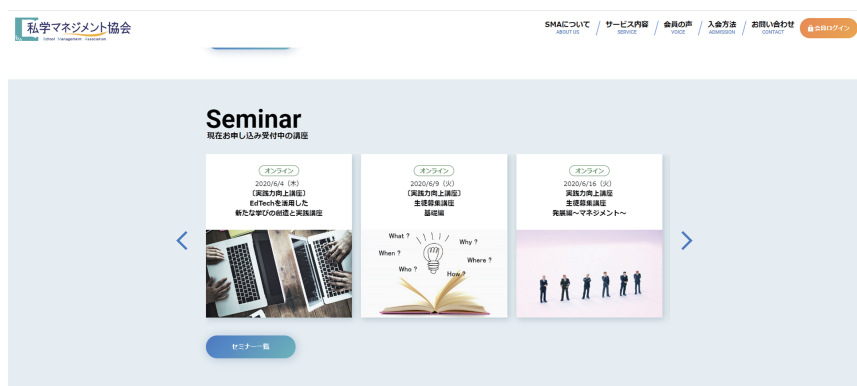 私学マネジメント協会
School Management Association
SMAについて
ABOUT US
サービス内容
SERVICE
会員の声
VOICE
入会方法
ADMISSION
お問い合わせ
CONTACT
会員ログイン
Seminar
現在お申し込み受付中の講座
オンライン
2020/6/4（木）
〔実践力向上講座〕
EdTechを活用した
新たな学びの創造と実践講座
オンライン
2020/6/9（火）
〔実践力向上講座〕
生徒募集講座
基礎編
What ?
Why ?
When ?
Where ?
Who ?
How ?
オンライン
2020/6/16（火）
実践力向上講座
生徒募集講座
発展編～マネジメント～
セミナー一覧